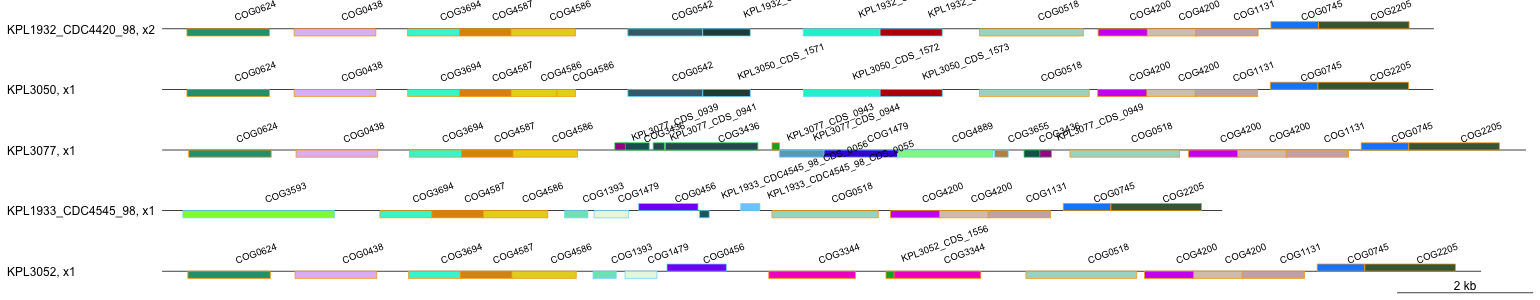 COG0624 COG0438 COG3694 COG4587 COG4586 COG0542 COG0518 COG4200 COG4200 COG1131 COG0745 COG2205
KPL1932_CDC4420_98, x2
COG0624 COG0438 COG3694 COG4587 COG4586 COG4586 COG0542 KPL3050_CDS_1571 KPL3050_CDS_1572 KPL3050_CDS_1573 COG0518 COG4200 COG4200 COG1131 COG0745 COG2205
KPL3050, x1
COG0624 COG0438 COG3694 COG4587 COG4586 KPL3077_CDS_0939 COG3436 KPL3077_CDS_0941 COG3436 KPL3077_CDS_0943 KPL3077_CDS_0944 COG1479 COG4889 COG3655 COG3436 KPL3077_CDS_0949 COG0518 COG4200 COG4200 COG1131 COG0745 COG2205
KPL3077, x1
COG3593 COG3694 COG4587 COG4586 COG1393 COG1479 COG0456 KPL1933_CDC4545_98_CDS_0056 KPL1933_CDC4545_98_CDS_0055 COG0518 COG4200 COG4200 COG1131 COG0745 COG2205
KPL1933_CDC4545_98, x1
COG0624 COG0438 COG3694 COG4587 COG4586 COG1393 COG1479 COG0456 COG3344 KPL3052_CDS_1556 COG3344 COG0518 COG4200 COG4200 COG1131 COG0745 COG2205
KPL3052, x1
2 kb